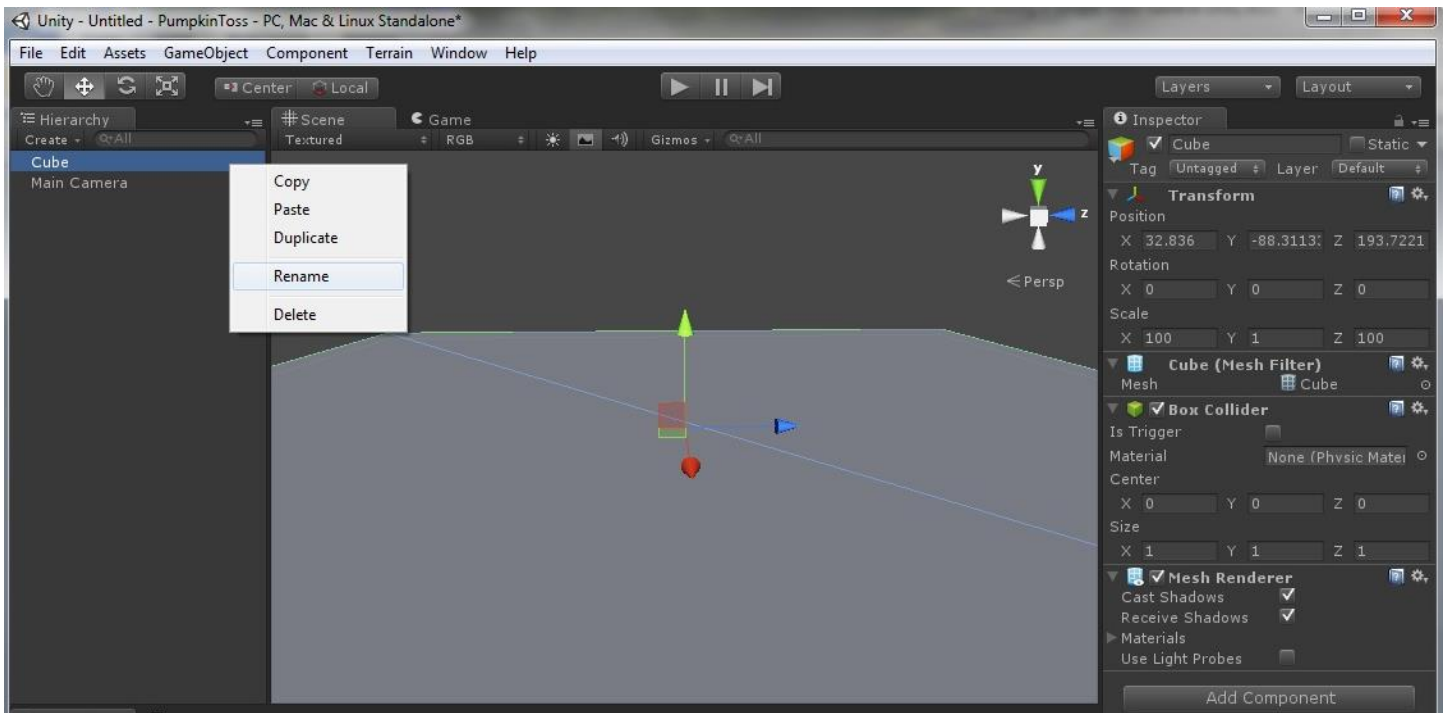 Unity - Untitled - PumpkinToss - PC, Mac & Linux Standalone*
File Edit Assets GameObject Component Terrain Window Help
Center Local
Layers Layout
Hierarchy
Create All
Cube
Main Camera
Copy
Paste
Duplicate
Rename
Delete
Scene Game
Textured RGB Gizmos All
y
z
Persp
Inspector
Cube Static
Tag Untagged Layer Default
Transform
Position
X 32.836 Y -88.3113 Z 193.7221
Rotation
X 0 Y 0 Z 0
Scale
X 100 Y 1 Z 100
Cube (Mesh Filter)
Mesh Cube
Box Collider
Is Trigger
Material None (Physic Mater
Center
X 0 Y 0 Z 0
Size
X 1 Y 1 Z 1
Mesh Renderer
Cast Shadows
Receive Shadows
Materials
Use Light Probes
Add Component